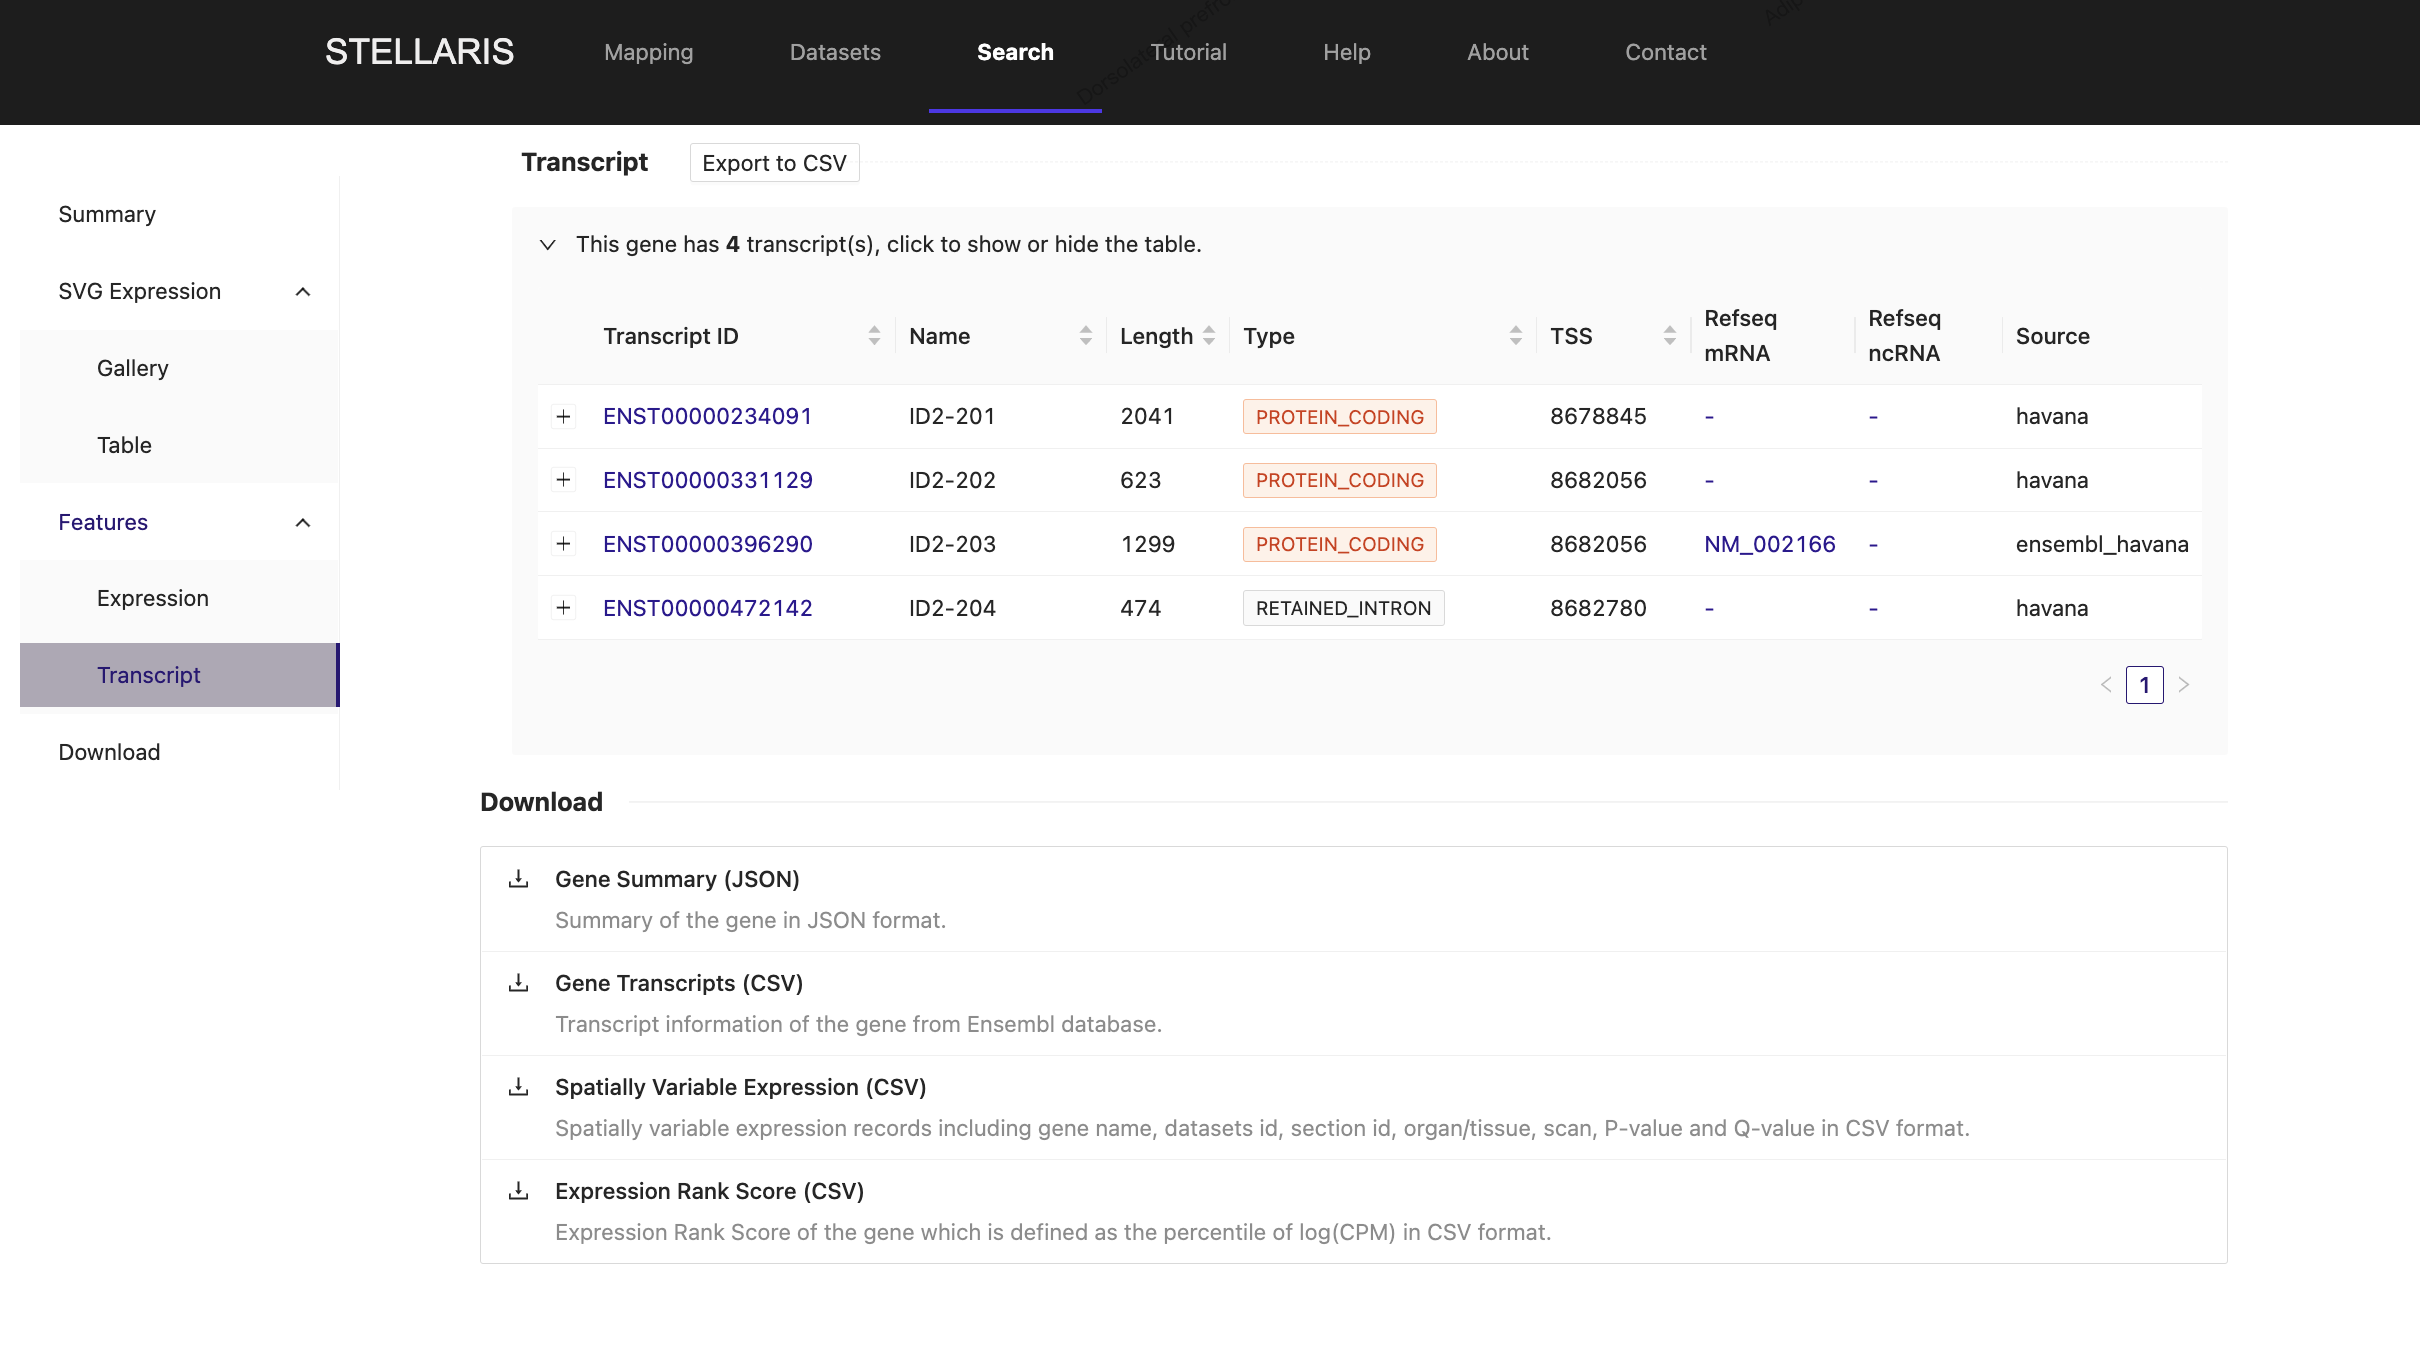 STELLARIS Mapping Datasets Search Tutorial Help About Contact
Dorsolateral prefro
Adip
Summary
SVG Expression
Gallery
Table
Features
Expression
Transcript
Download
Transcript Export to CSV
This gene has 4 transcript(s), click to show or hide the table.
Transcript ID Name Length Type TSS Refseq mRNA Refseq ncRNA Source
ENST00000234091 ID2-201 2041 PROTEIN_CODING 8678845 - - havana
ENST00000331129 ID2-202 623 PROTEIN_CODING 8682056 - - havana
ENST00000396290 ID2-203 1299 PROTEIN_CODING 8682056 NM_002166 - ensembl_havana
ENST00000472142 ID2-204 474 RETAINED_INTRON 8682780 - - havana
< 1 >
Download
Gene Summary (JSON)
Summary of the gene in JSON format.
Gene Transcripts (CSV)
Transcript information of the gene from Ensembl database.
Spatially Variable Expression (CSV)
Spatially variable expression records including gene name, datasets id, section id, organ/tissue, scan, P-value and Q-value in CSV format.
Expression Rank Score (CSV)
Expression Rank Score of the gene which is defined as the percentile of log(CPM) in CSV format.